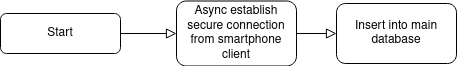 Start
Async establish
secure connection
from smartphone
client
Insert into main
database